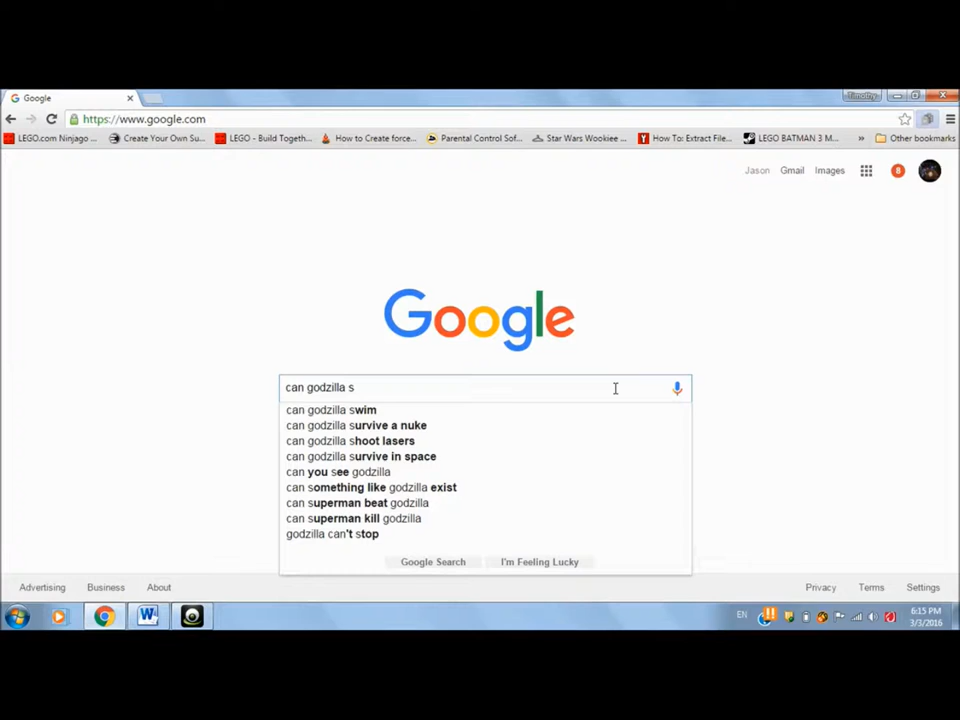 Google
Timothy
https://www.google.com
LEGO.com Ninjago ...
Create Your Own Su...
LEGO - Build Togeth...
How to Create force...
Parental Control Sof...
Star Wars Wookiee ...
How To: Extract File...
LEGO BATMAN 3 M...
»
Other bookmarks
Jason
Gmail
Images
8
Google
can godzilla s
can godzilla swim
can godzilla survive a nuke
can godzilla shoot lasers
can godzilla survive in space
can you see godzilla
can something like godzilla exist
can superman beat godzilla
can superman kill godzilla
godzilla can't stop
Google Search
I'm Feeling Lucky
Advertising
Business
About
Privacy
Terms
Settings
EN
6:15 PM
3/3/2016